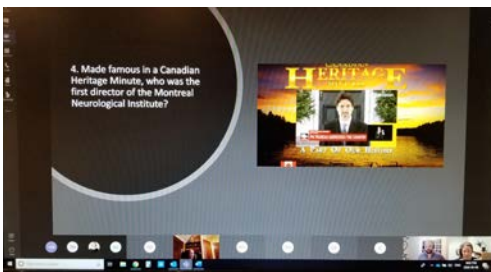 4. Made famous in a Canadian
Heritage Minute, who was the
first director of the Montreal
Neurological Institute?
HERITAGE
A PART OF OUR HERITAGE